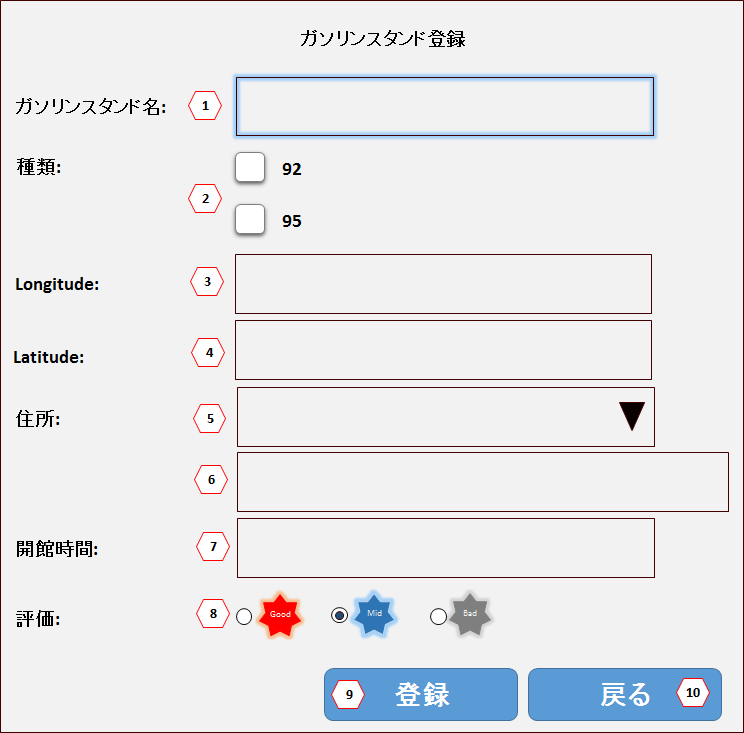 ガソリンスタンド登録
ガソリンスタンド名: 1
種類: 92
2
95
Longitude: 3
Latitude: 4
住所: 5
6
開館時間: 7
評価: 8 Good Mid Bad
9 登録 戻る 10